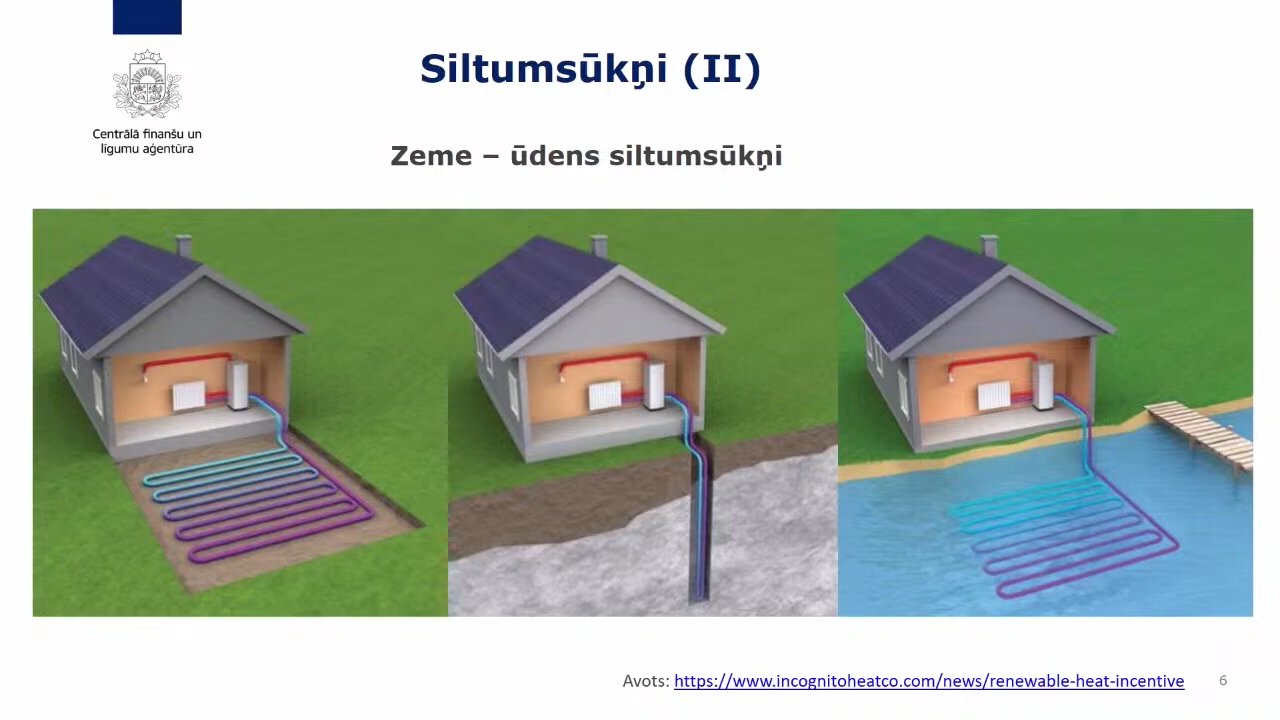 Siltumsūkņi (II)
Centrālā finanšu un
līgumu aģentūra
Zeme – ūdens siltumsūkņi
Avots: https://www.incognitoheatco.com/news/renewable-heat-incentive
6